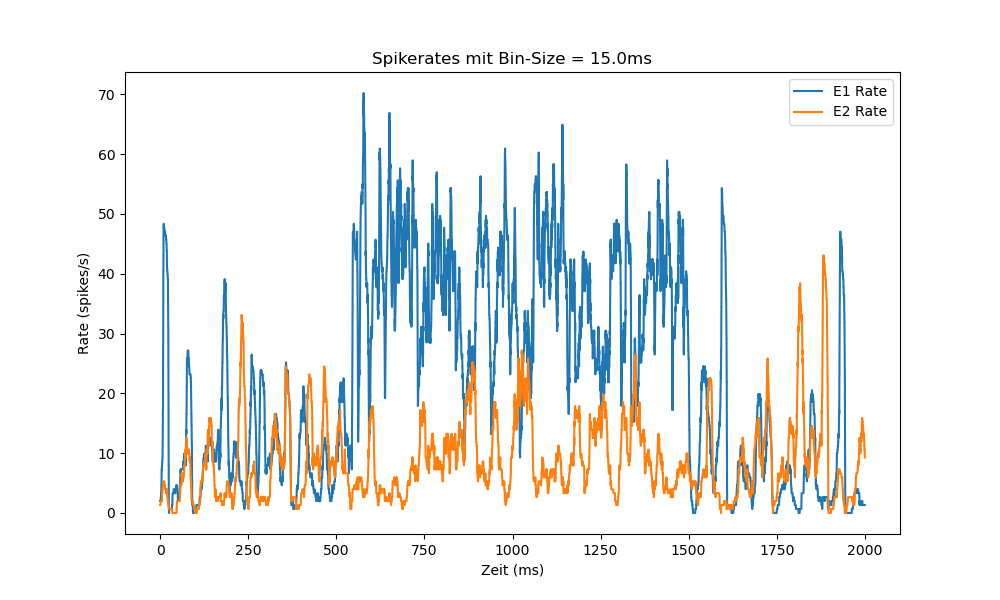 Spikerates mit Bin-Size = 15.0ms
E1 Rate
E2 Rate
70
60
50
40
30
20
10
0
Rate (spikes/s)
0 250 500 750 1000 1250 1500 1750 2000
Zeit (ms)